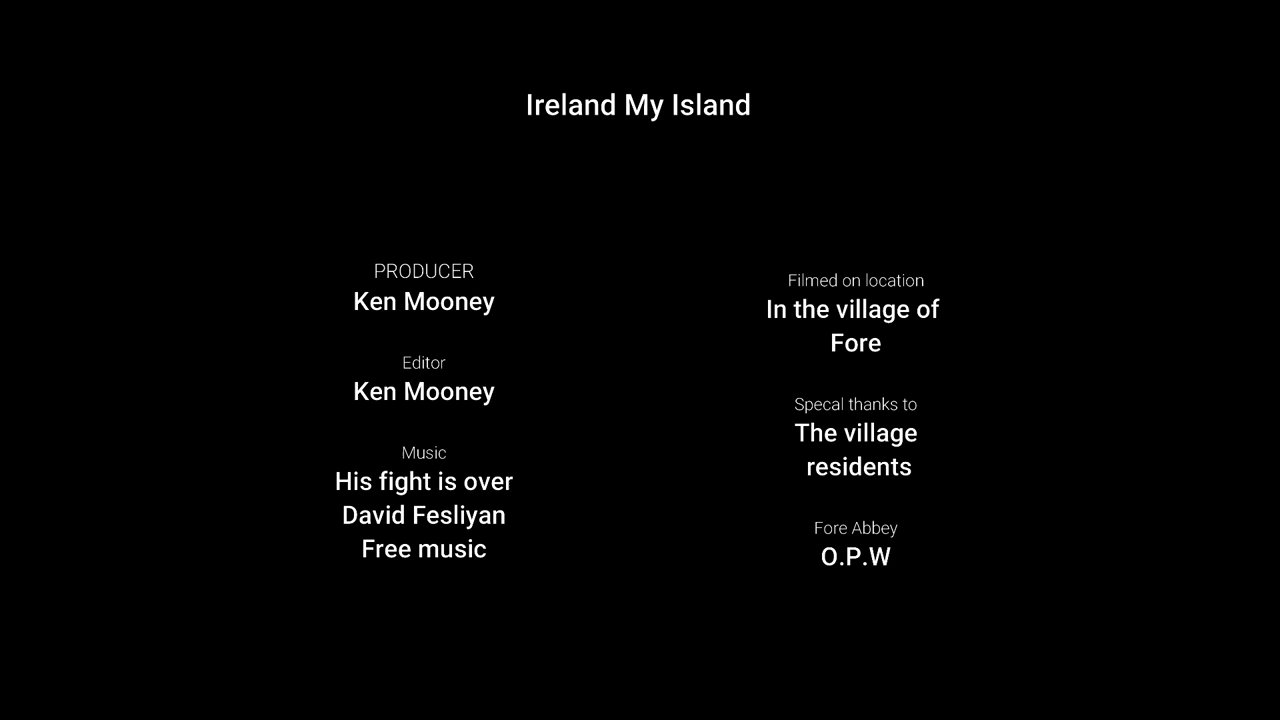 Ireland My Island
PRODUCER
Ken Mooney
Editor
Ken Mooney
Music
His fight is over
David Fesliyan
Free music
Filmed on location
In the village of
Fore
Specal thanks to
The village
residents
Fore Abbey
O.P.W